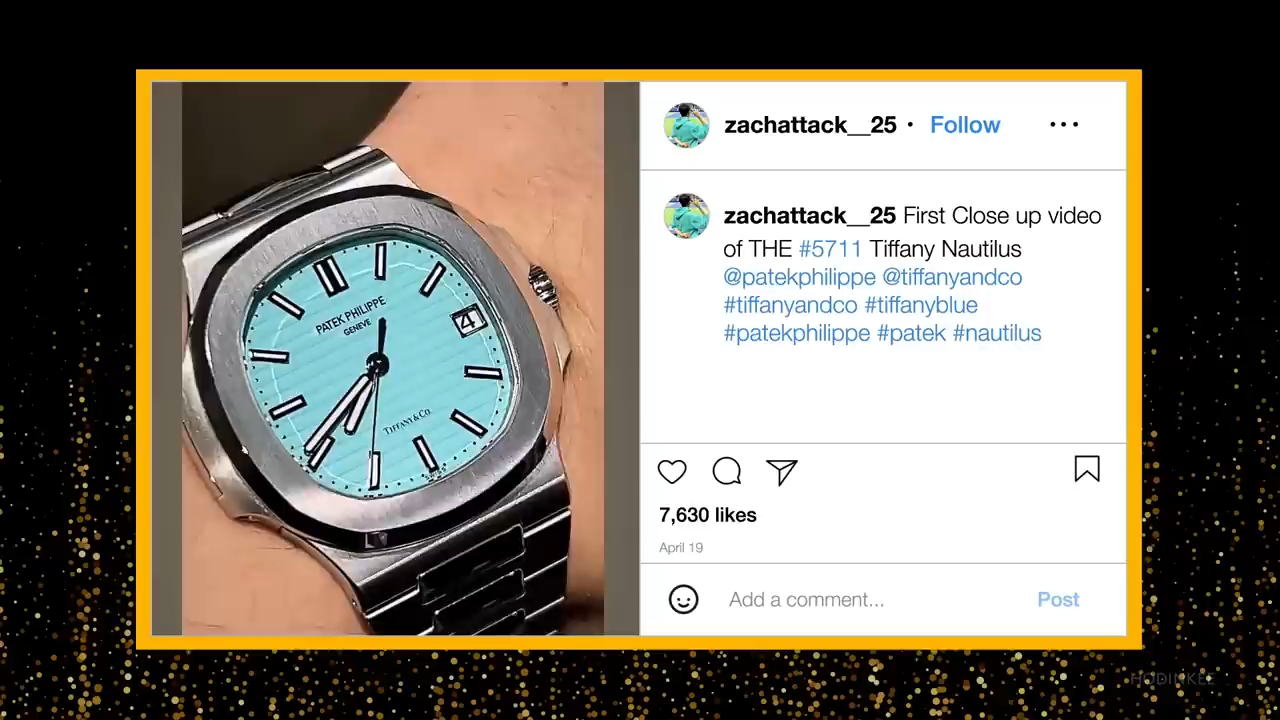 zachattack__25 • Follow
zachattack__25 First Close up video
of THE #5711 Tiffany Nautilus
@patekphilippe @tiffanyandco
#tiffanyandco #tiffanyblue
#patekphilippe #patek #nautilus
PATEK PHILIPPE
GENEVE
4
TIFFANY & CO.
7,630 likes
April 19
Add a comment... Post
HODINKEE